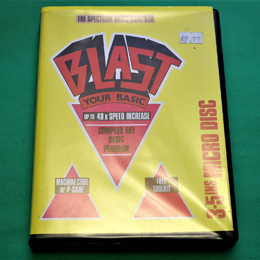 THE SPECTRUM BASIC COMPILER
BLAST
YOUR BASIC
UP TO 40 x SPEED INCREASE
COMPILES ANY
BASIC
PROGRAM
MACHINE CODE
or P-CODE
FREE
TOOLKIT
3.5 INS MICRO DISC